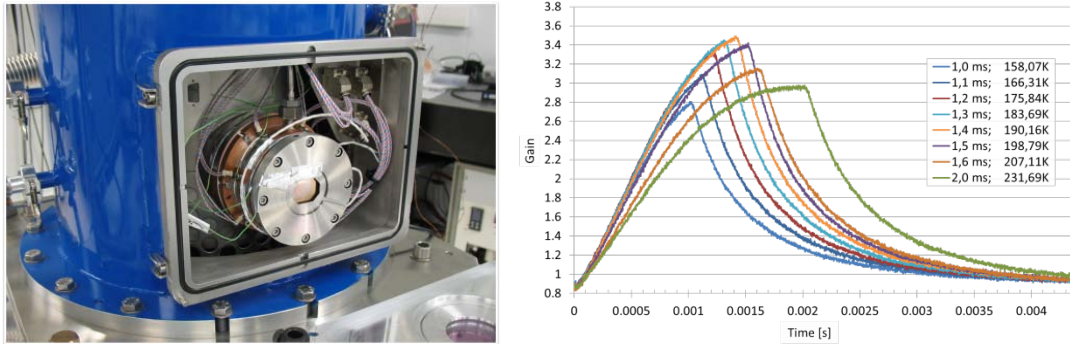 3.8
3.6
3.4
3.2
3
2.8
2.6
2.4
2.2
2
1.8
1.6
1.4
1.2
1
0.8
Gain
1,0 ms; 158,07K
1,1 ms; 166,31K
1,2 ms; 175,84K
1,3 ms; 183,69K
1,4 ms; 190,16K
1,5 ms; 198,79K
1,6 ms; 207,11K
2,0 ms; 231,69K
0 0.0005 0.001 0.0015 0.002 0.0025 0.003 0.0035 0.004
Time [s]